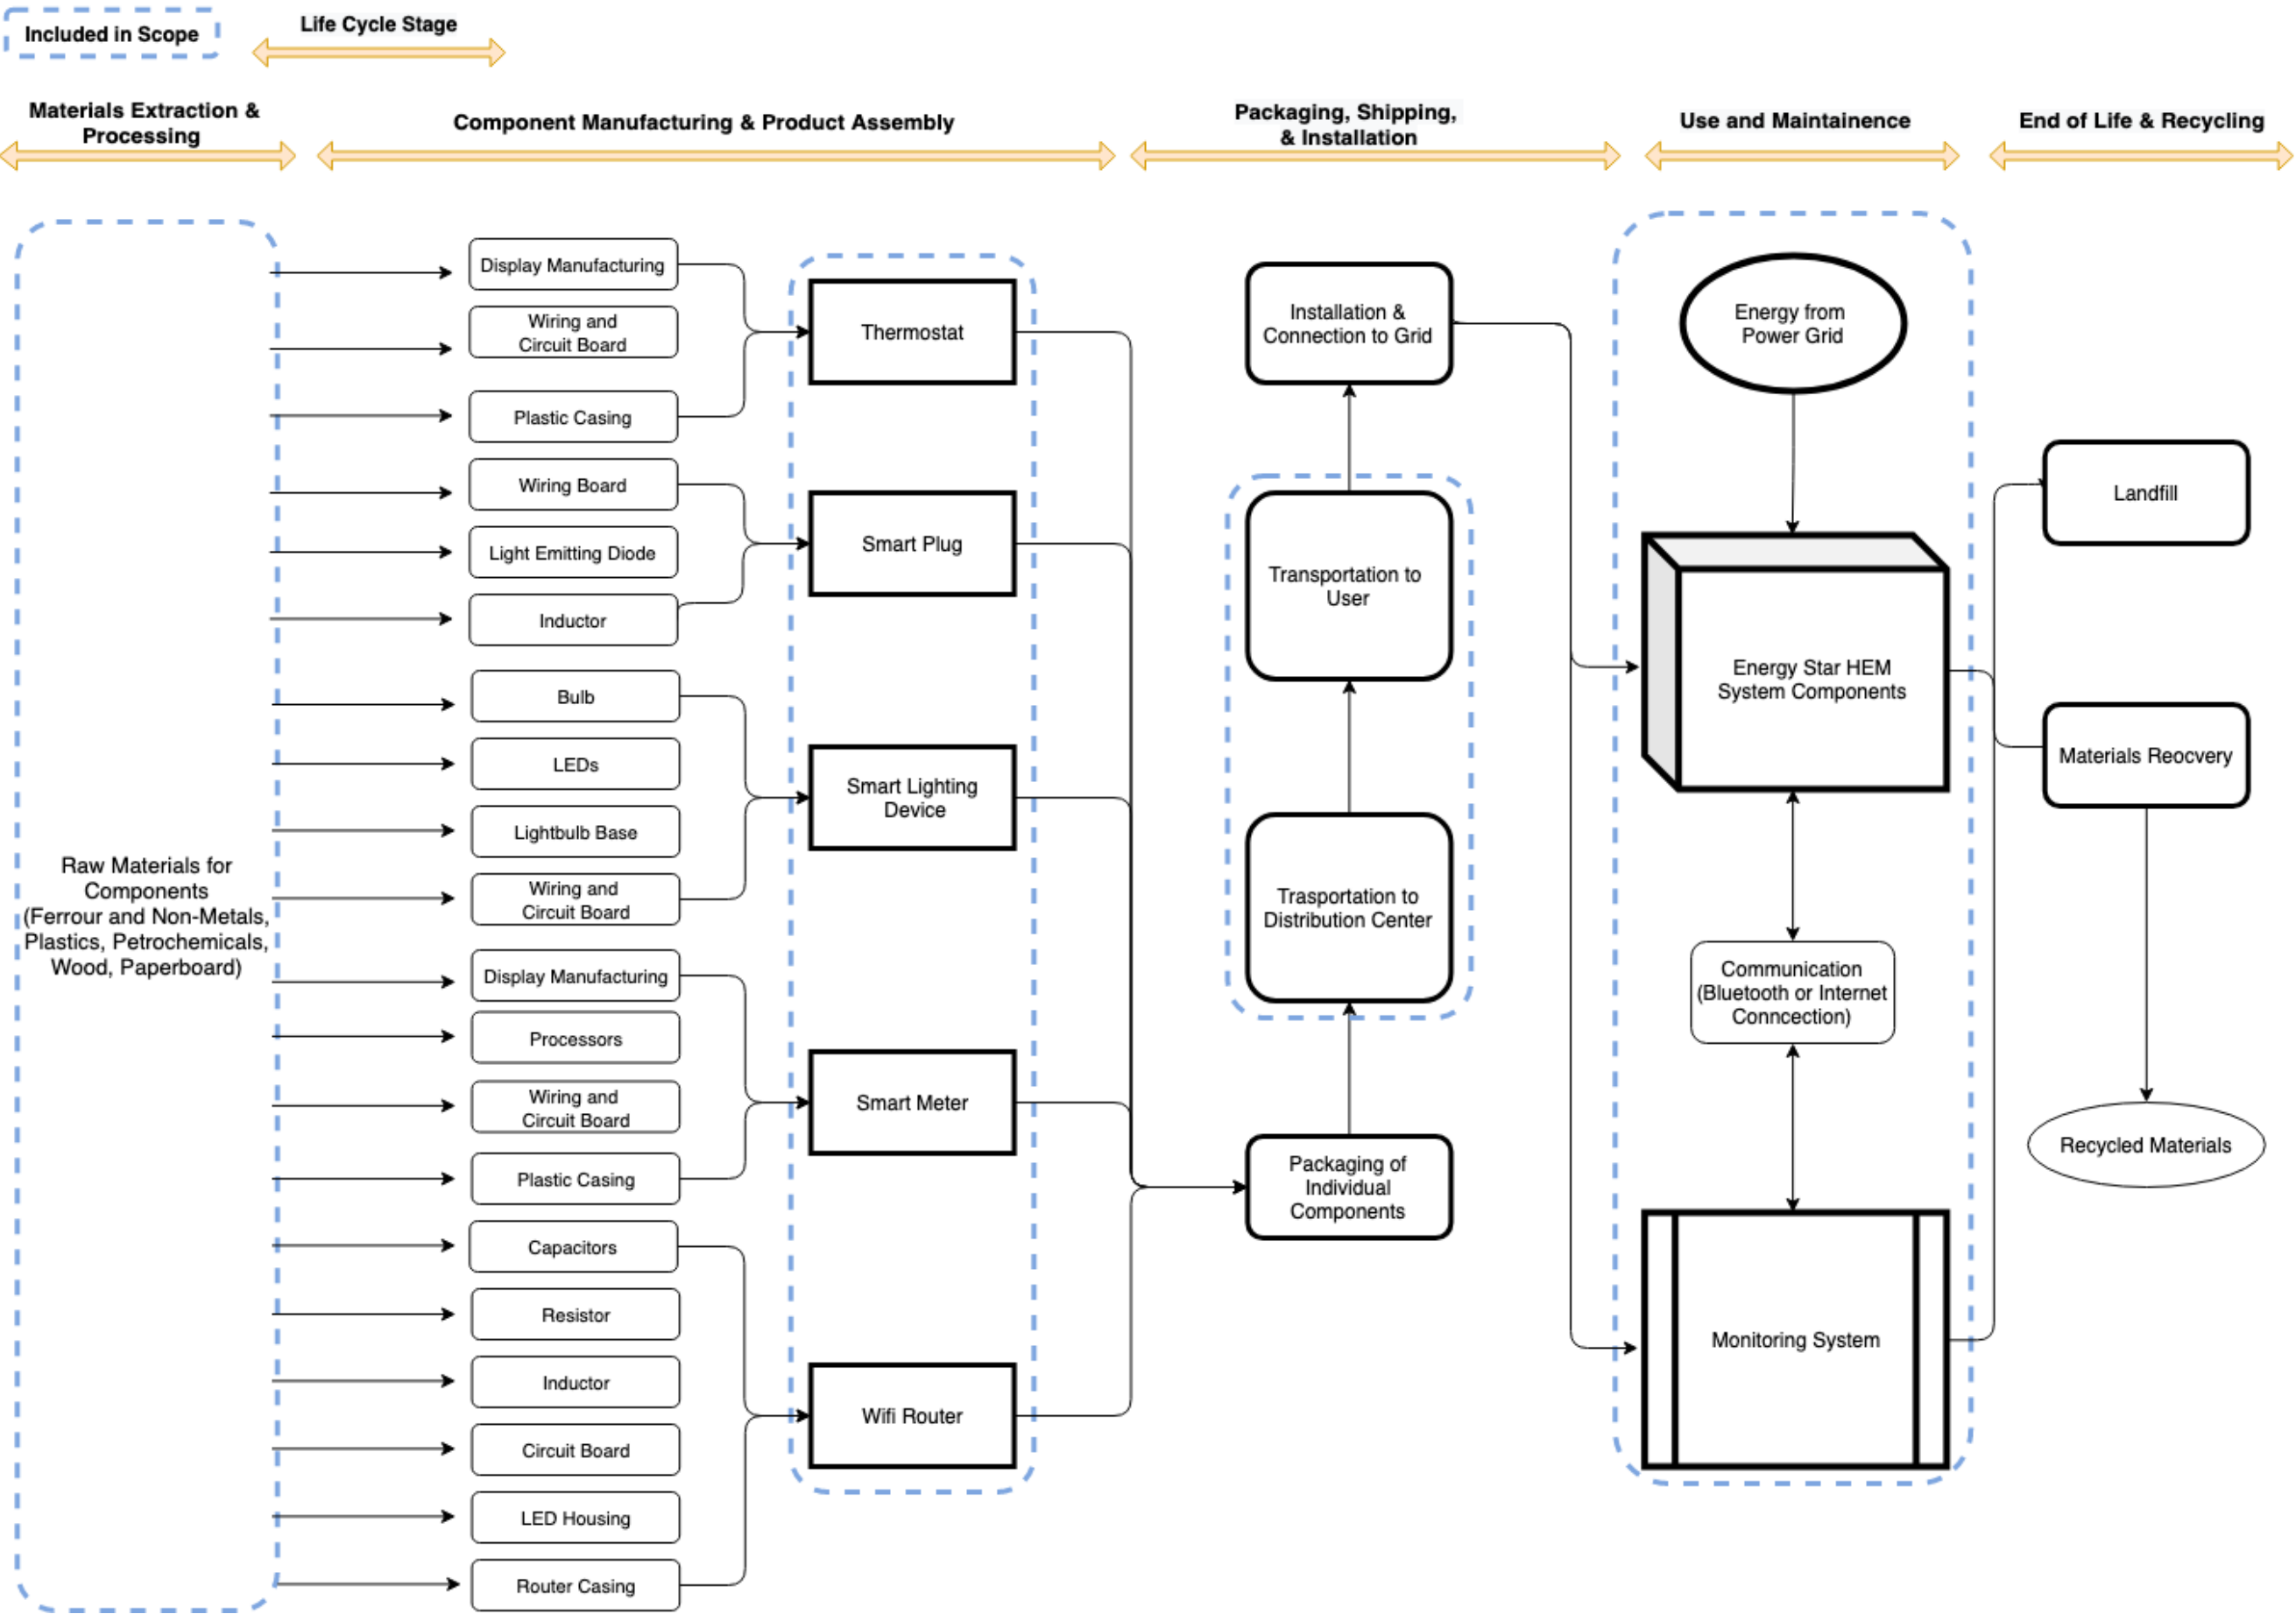 Included in Scope
Life Cycle Stage
Materials Extraction &
Processing
Component Manufacturing & Product Assembly
Packaging, Shipping,
& Installation
Use and Maintainence
End of Life & Recycling
Raw Materials for
Components
(Ferrour and Non-Metals,
Plastics, Petrochemicals,
Wood, Paperboard)
Display Manufacturing
Wiring and
Circuit Board
Plastic Casing
Wiring Board
Light Emitting Diode
Inductor
Bulb
LEDs
Lightbulb Base
Wiring and
Circuit Board
Display Manufacturing
Processors
Wiring and
Circuit Board
Plastic Casing
Capacitors
Resistor
Inductor
Circuit Board
LED Housing
Router Casing
Thermostat
Smart Plug
Smart Lighting
Device
Smart Meter
Wifi Router
Installation &
Connection to Grid
Transportation to
User
Trasportation to
Distribution Center
Packaging of
Individual
Components
Energy from
Power Grid
Energy Star HEM
System Components
Communication
(Bluetooth or Internet
Conncection)
Monitoring System
Landfill
Materials Reocvery
Recycled Materials